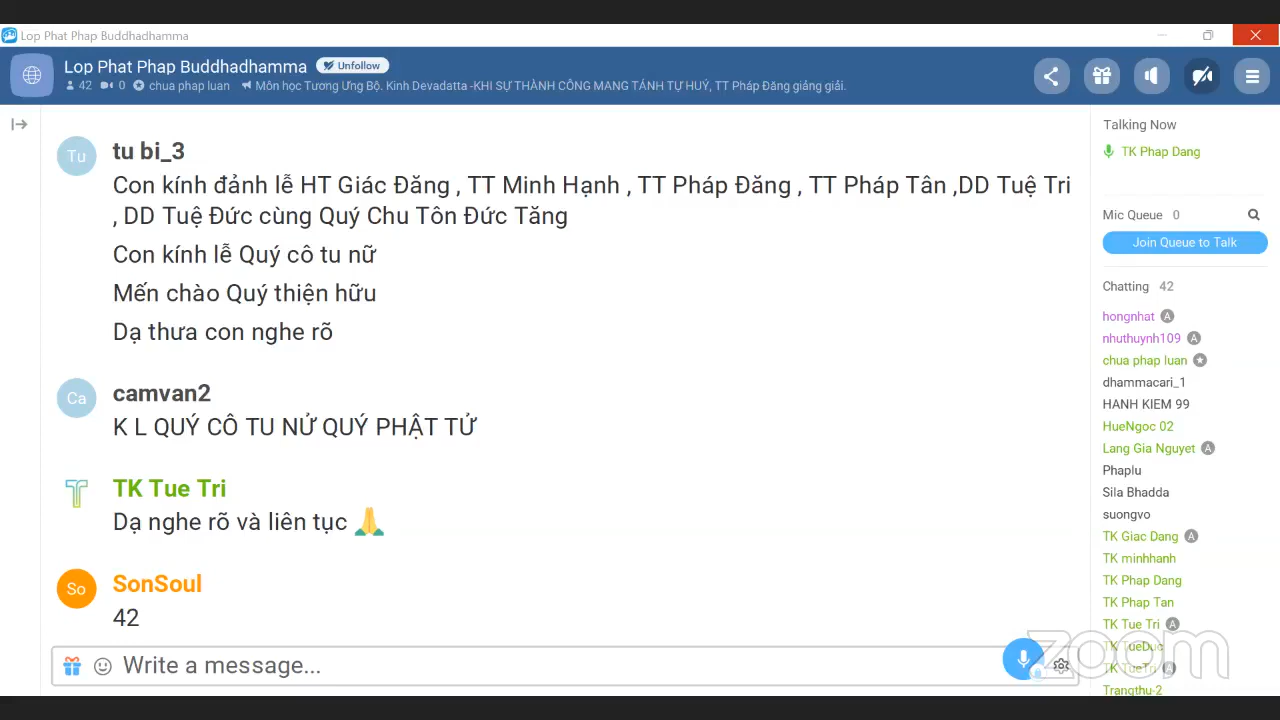 Lop Phat Phap Buddhadhamma
Lop Phat Phap Buddhadhamma Unfollow
42 0 chua phap luan Môn học Tương Ưng Bộ. Kinh Devadatta -KHI SỰ THÀNH CÔNG MANG TÁNH TỰ HUỶ, TT Pháp Đăng giảng giải.
Tu
tu bi_3
Con kính đảnh lễ HT Giác Đăng , TT Minh Hạnh , TT Pháp Đăng , TT Pháp Tân ,DD Tuệ Tri
, DD Tuệ Đức cùng Quý Chu Tôn Đức Tăng
Con kính lễ Quý cô tu nữ
Mến chào Quý thiện hữu
Dạ thưa con nghe rõ
Ca
camvan2
K L QUÝ CÔ TU NỬ QUÝ PHẬT TỬ
T
TK Tue Tri
Dạ nghe rõ và liên tục 🙏
So
SonSoul
42
Write a message...
Talking Now
TK Phap Dang
Mic Queue 0
Join Queue to Talk
Chatting 42
hongnhat A
nhuthuynh109 A
chua phap luan
dhammacari_1
HANH KIEM 99
HueNgoc 02
Lang Gia Nguyet A
Phaplu
Sila Bhadda
suongvo
TK Giac Dang A
TK minhhanh
TK Phap Dang
TK Phap Tan
TK Tue Tri A
TK TueDuc
TK TueTri A
Trangthu-2
zoom